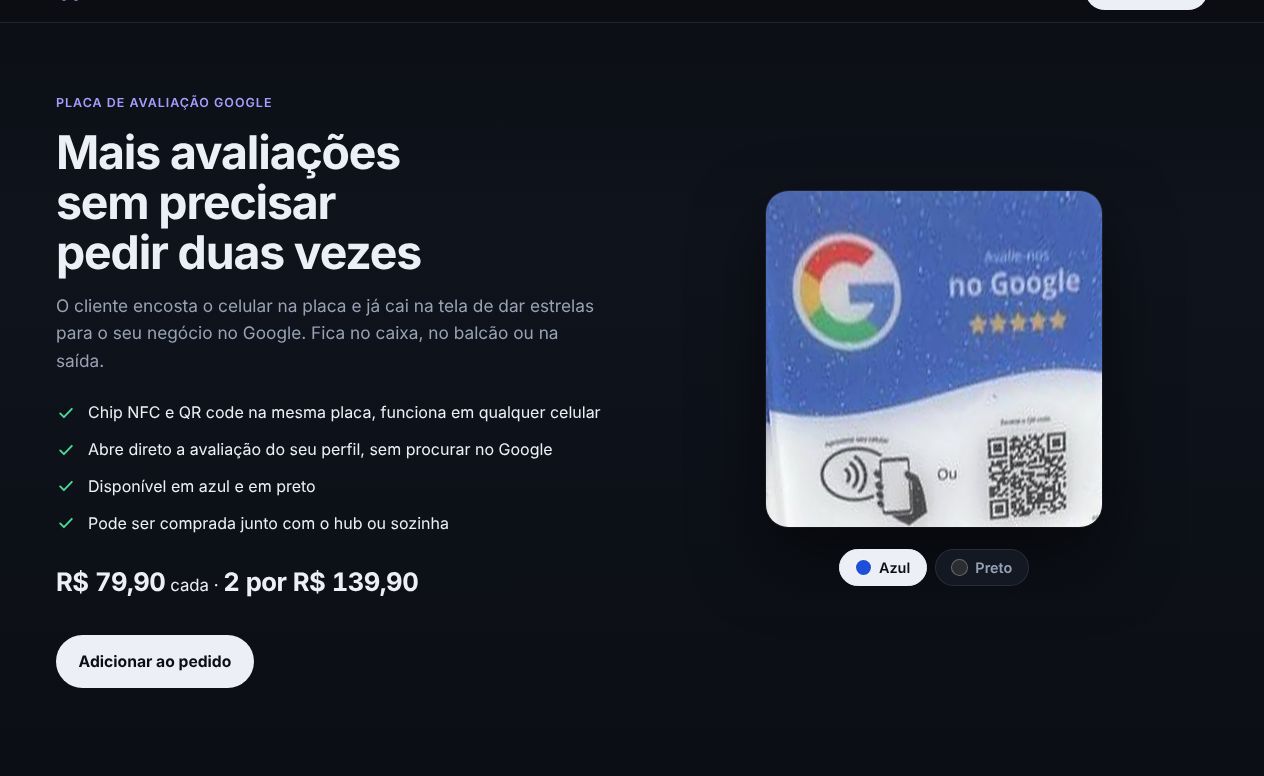 PLACA DE AVALIAÇÃO GOOGLE
Mais avaliações
sem precisar
pedir duas vezes
O cliente encosta o celular na placa e já cai na tela de dar estrelas
para o seu negócio no Google. Fica no caixa, no balcão ou na
saída.
Chip NFC e QR code na mesma placa, funciona em qualquer celular
Abre direto a avaliação do seu perfil, sem procurar no Google
Disponível em azul e em preto
Pode ser comprada junto com o hub ou sozinha
R$ 79,90 cada · 2 por R$ 139,90
Adicionar ao pedido
G
Avalie-nos
no Google
Ou
Azul
Preto